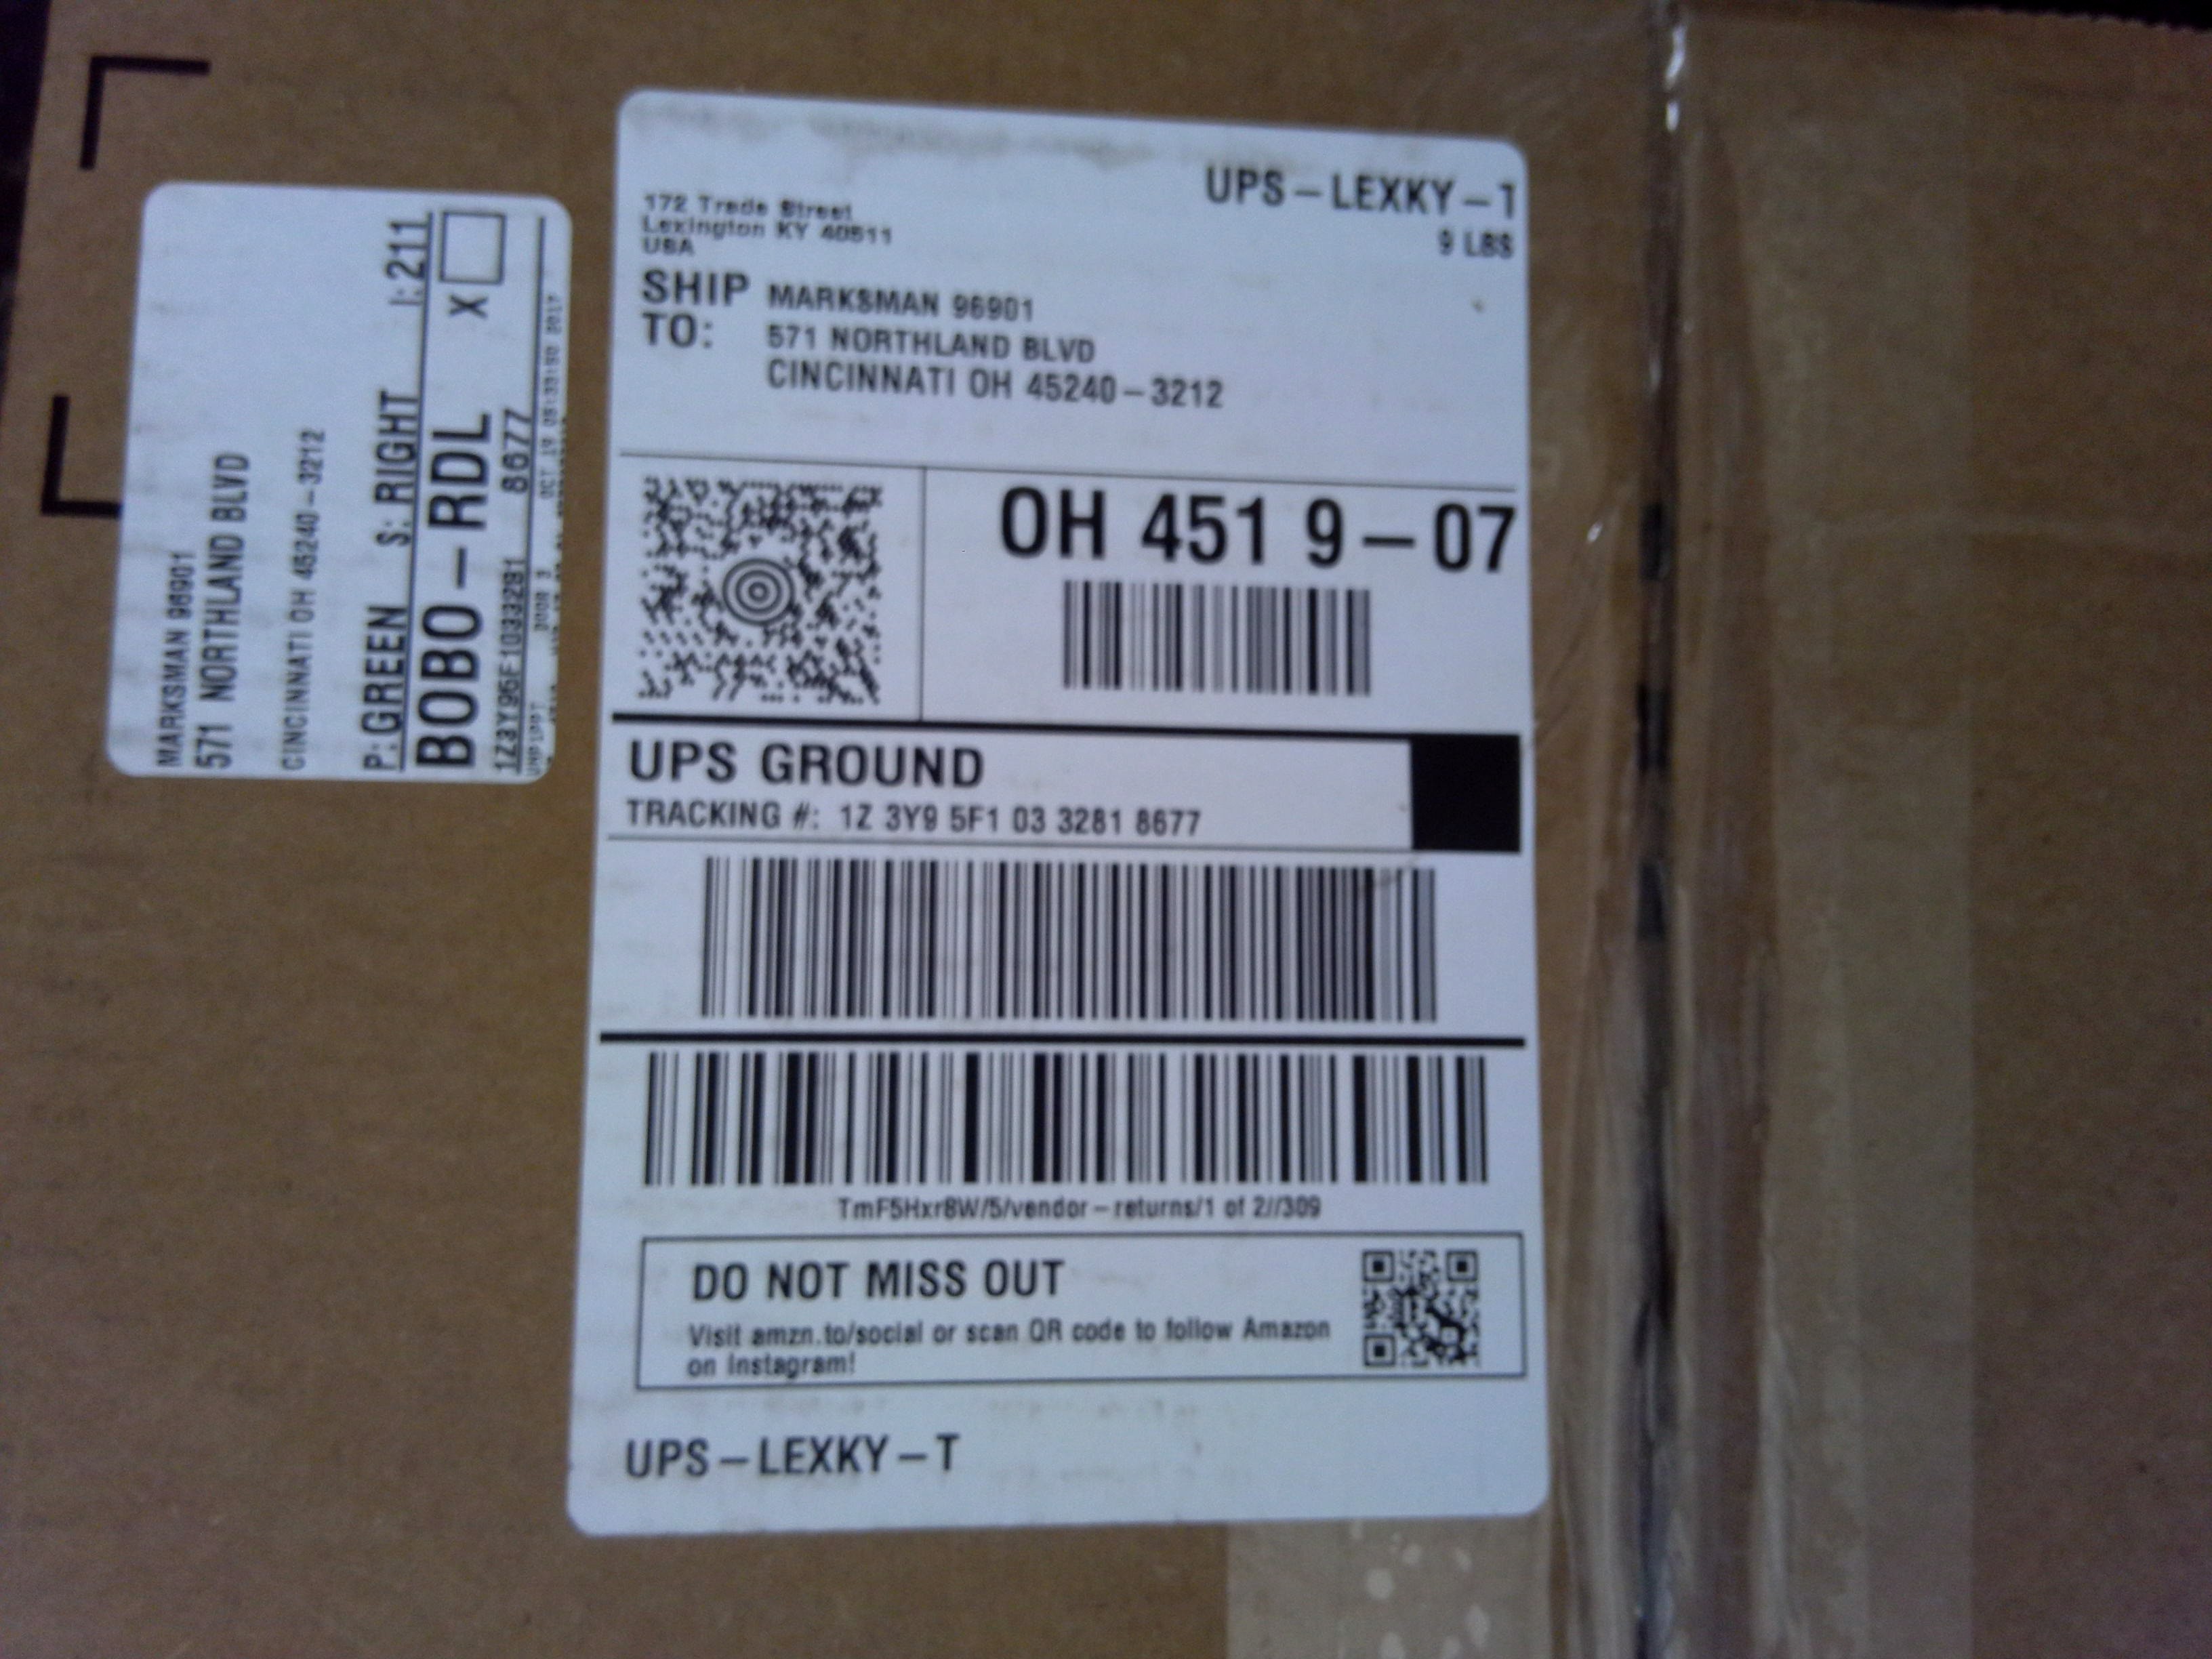 MARKSMAN 96901
571 NORTHLAND BLVD
CINCINNATI OH 45240-3212
P: GREEN S: RIGHT I: 211
BOBO-RDL X
1Z3Y95F1033281 8677
172 Trade Street
Lexington KY 40511
USA
UPS-LEXKY-1
9 LBS
SHIP TO:
MARKSMAN 96901
571 NORTHLAND BLVD
CINCINNATI OH 45240-3212
OH 451 9-07
UPS GROUND
TRACKING #: 1Z 3Y9 5F1 03 3281 8677
TmF5Hxr8W/5/vendor-returns/1 of 2//309
DO NOT MISS OUT
Visit amzn.to/social or scan QR code to follow Amazon
on Instagram!
UPS-LEXKY-T